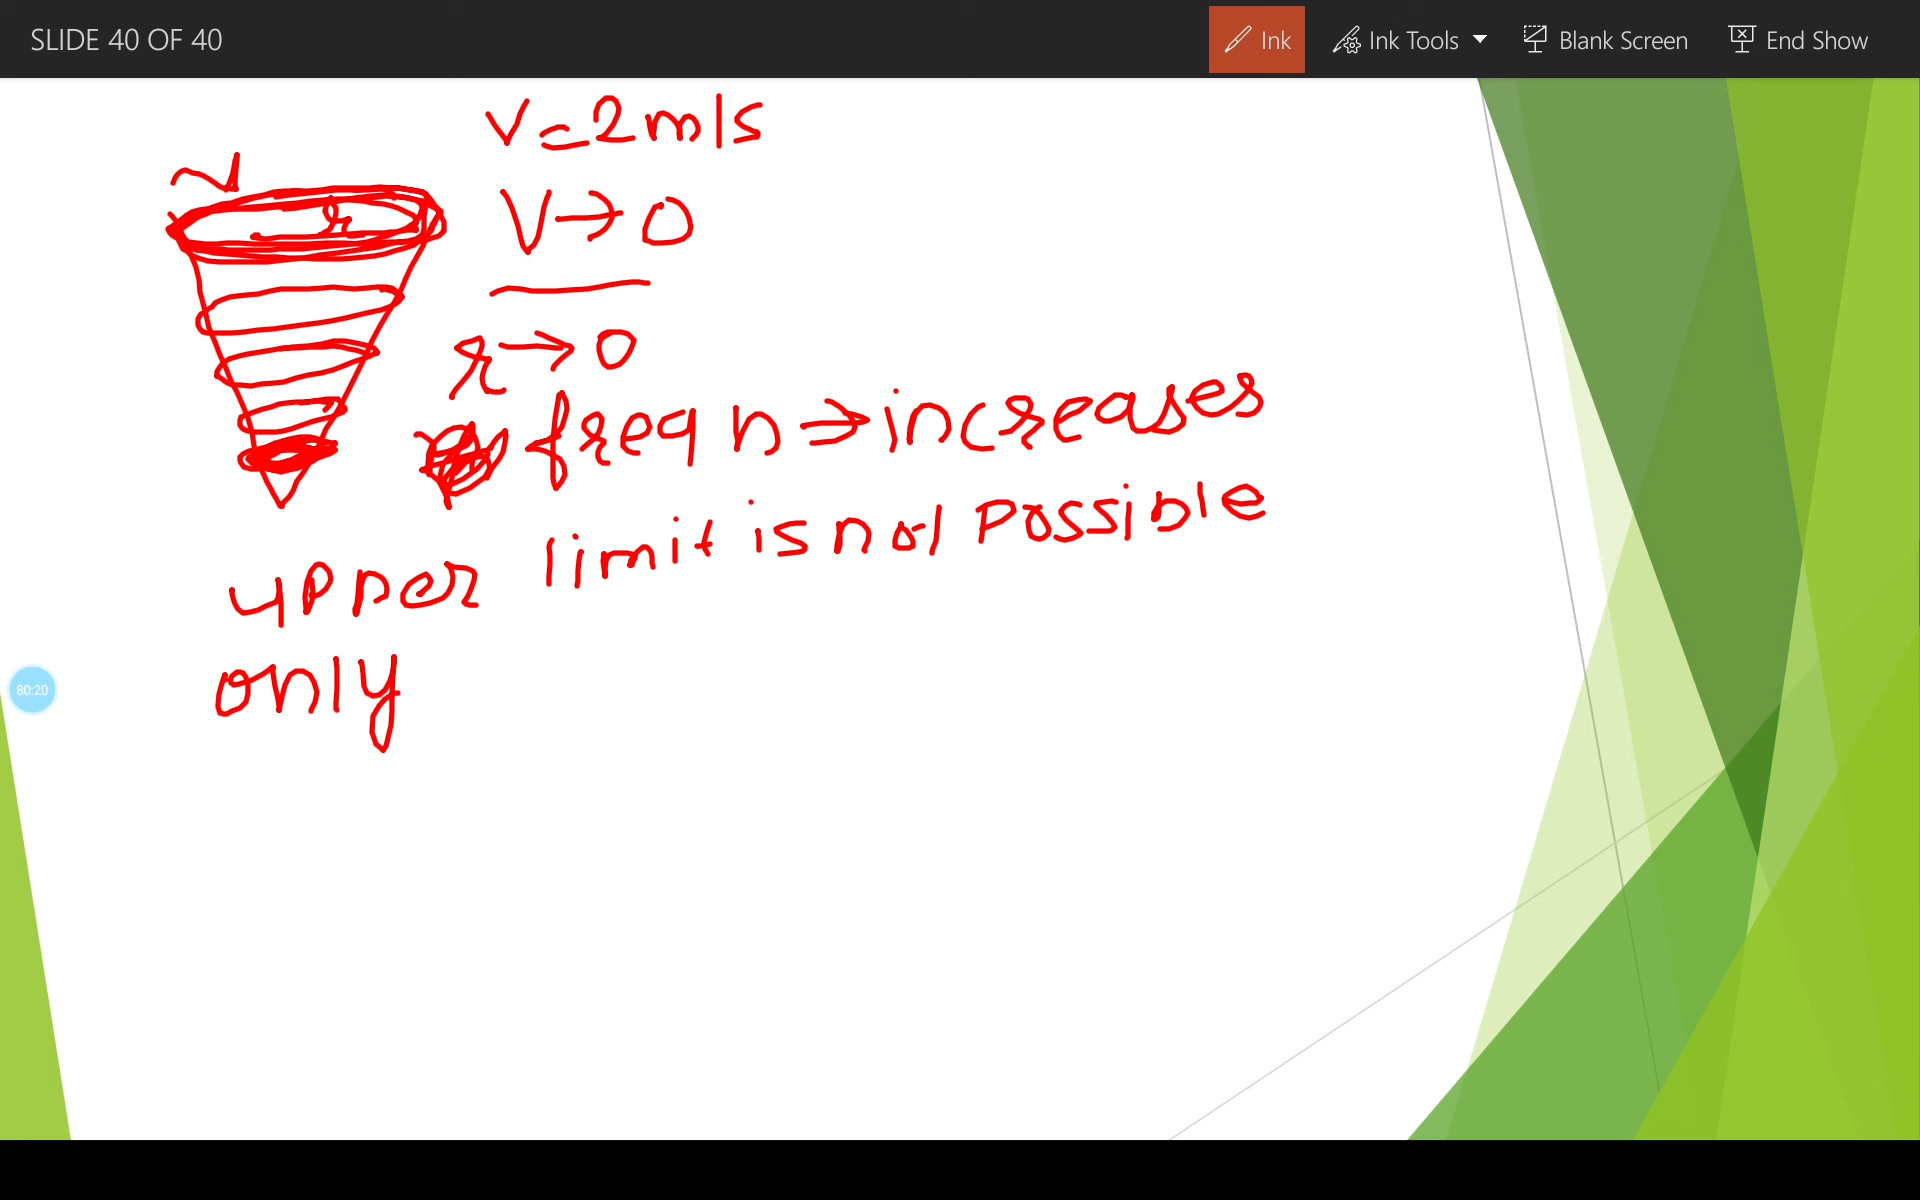 SLIDE 40 OF 40
Ink
Ink Tools
Blank Screen
End Show
v = 2m/s
r
V → 0
r → 0
freq n → increases
upper limit is not possible
only
80:20